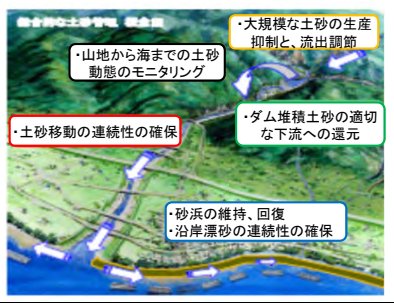 総合的な土砂管理 概念図
・大規模な土砂の生産
抑制と、流出調節
・山地から海までの土砂
動態のモニタリング
・ダム堆積土砂の適切
な下流への還元
・土砂移動の連続性の確保
・砂浜の維持、回復
・沿岸漂砂の連続性の確保